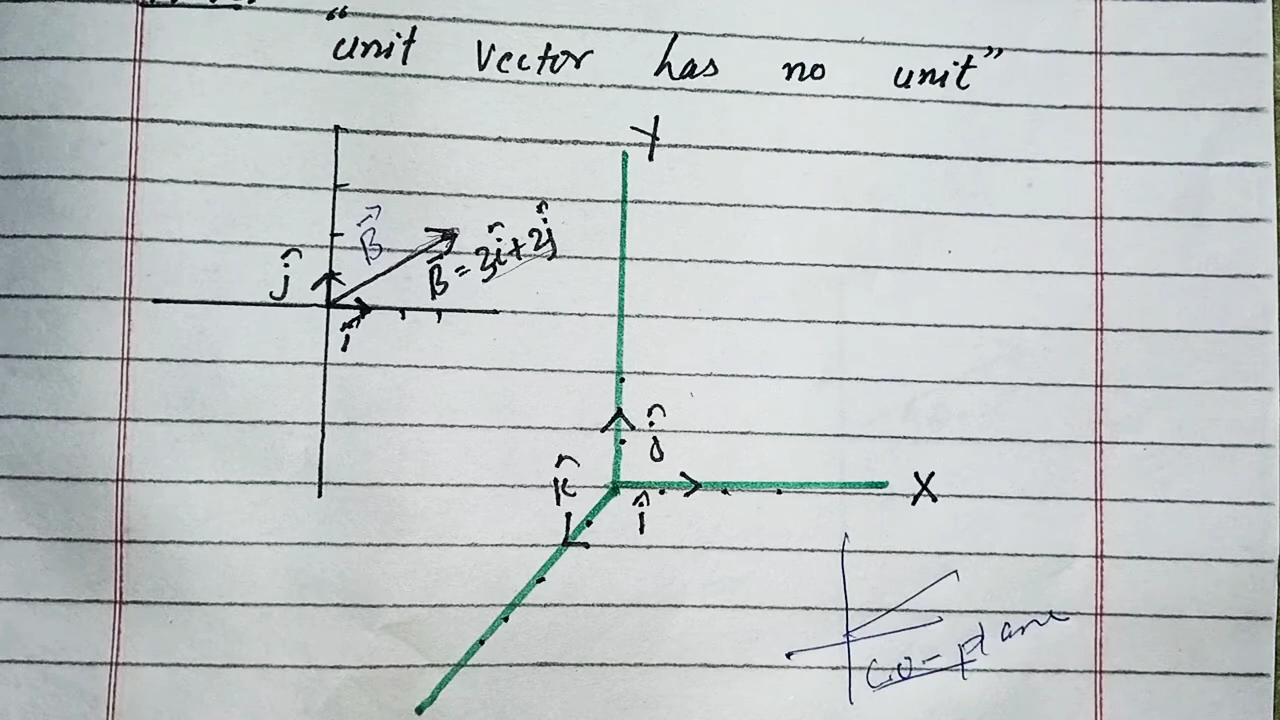 “unit vector has no unit”
Y
B⃗
ĵ
B⃗ = 3î + 2ĵ
î
ĵ
k̂
î
X
co-plane